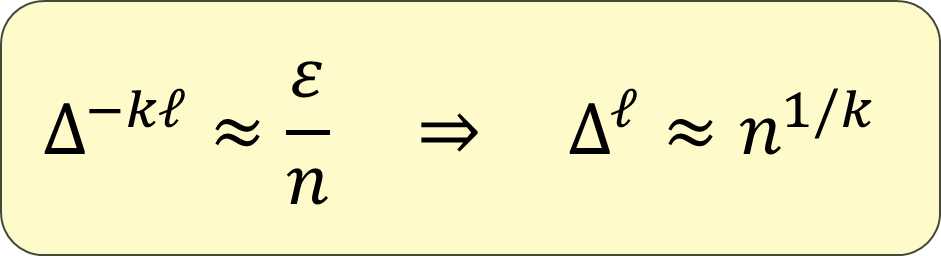 Δ^{−kℓ} ≈ ε/n ⇒ Δ^ℓ ≈ n^{1/k}